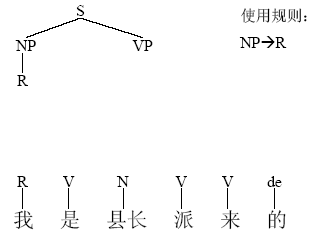 S
使用规则：
NP VP NP→R
R
R V N V V de
我 是 县长 派 来 的